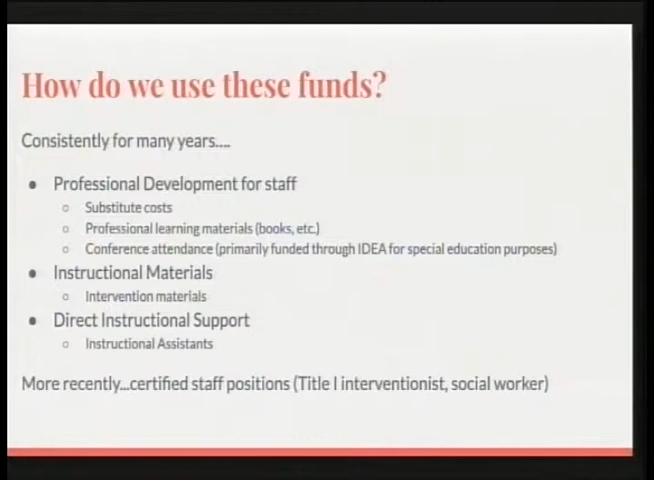 How do we use these funds?
Consistently for many years....
● Professional Development for staff
○ Substitute costs
○ Professional learning materials (books, etc.)
○ Conference attendance (primarily funded through IDEA for special education purposes)
● Instructional Materials
○ Intervention materials
● Direct Instructional Support
○ Instructional Assistants
More recently...certified staff positions (Title I interventionist, social worker)